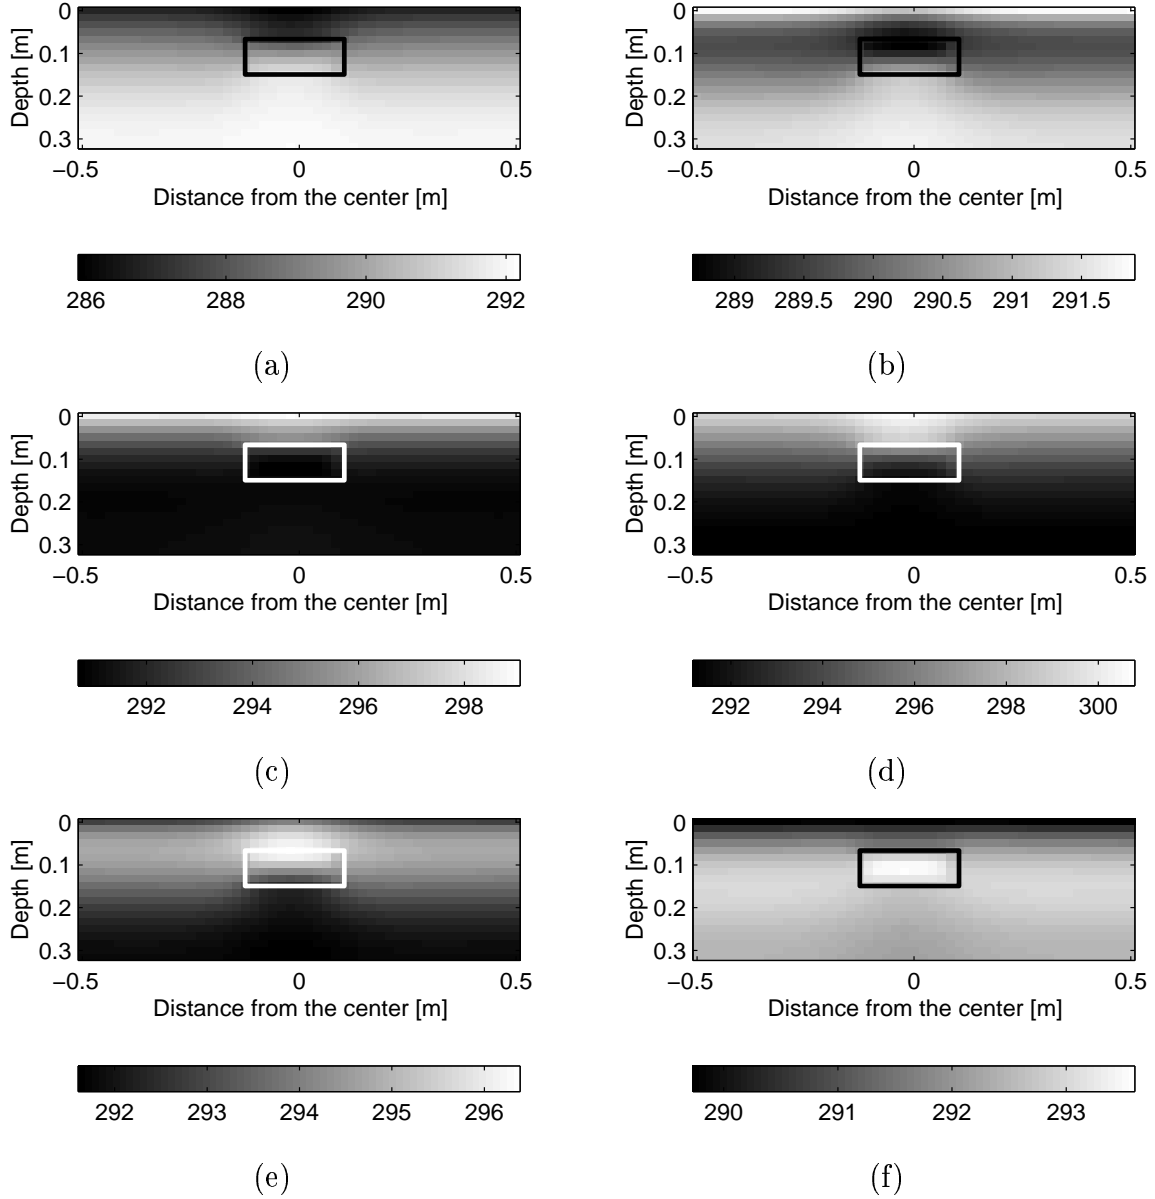 0
0.1
0.2
0.3
Depth [m]
−0.5 0 0.5
Distance from the center [m]
286 288 290 292
(a)
0
0.1
0.2
0.3
Depth [m]
−0.5 0 0.5
Distance from the center [m]
289 289.5 290 290.5 291 291.5
(b)
0
0.1
0.2
0.3
Depth [m]
−0.5 0 0.5
Distance from the center [m]
292 294 296 298
(c)
0
0.1
0.2
0.3
Depth [m]
−0.5 0 0.5
Distance from the center [m]
292 294 296 298 300
(d)
0
0.1
0.2
0.3
Depth [m]
−0.5 0 0.5
Distance from the center [m]
292 293 294 295 296
(e)
0
0.1
0.2
0.3
Depth [m]
−0.5 0 0.5
Distance from the center [m]
290 291 292 293
(f)